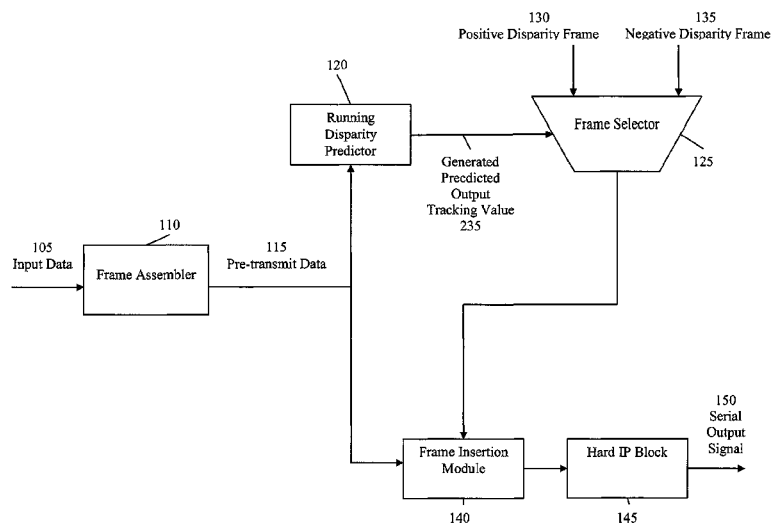 130
Positive Disparity Frame
135
Negative Disparity Frame
120
Running
Disparity
Predictor
Frame Selector
125
Generated
Precdicted
Output
Tracking Value
235
110
105
Input Data
Frame Assembler
115
Pre-transmit Data
150
Serial
Output
Signal
Frame Insertion
Module
140
Hard IP Block
145